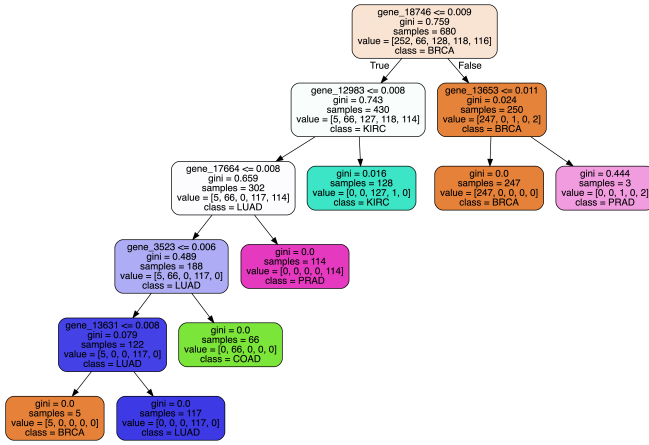 gene_18746 <= 0.009
gini = 0.759
samples = 680
value = [252, 66, 128, 118, 116]
class = BRCA
True
False
gene_12983 <= 0.008
gini = 0.743
samples = 430
value = [5, 66, 127, 118, 114]
class = KIRC
gene_13653 <= 0.011
gini = 0.024
samples = 250
value = [247, 0, 1, 0, 2]
class = BRCA
gene_17664 <= 0.008
gini = 0.659
samples = 302
value = [5, 66, 0, 117, 114]
class = LUAD
gini = 0.016
samples = 128
value = [0, 0, 127, 1, 0]
class = KIRC
gini = 0.0
samples = 247
value = [247, 0, 0, 0, 0]
class = BRCA
gini = 0.444
samples = 3
value = [0, 0, 1, 0, 2]
class = PRAD
gene_3523 <= 0.006
gini = 0.489
samples = 188
value = [5, 66, 0, 117, 0]
class = LUAD
gini = 0.0
samples = 114
value = [0, 0, 0, 0, 114]
class = PRAD
gene_13631 <= 0.008
gini = 0.079
samples = 122
value = [5, 0, 0, 117, 0]
class = LUAD
gini = 0.0
samples = 66
value = [0, 66, 0, 0, 0]
class = COAD
gini = 0.0
samples = 5
value = [5, 0, 0, 0, 0]
class = BRCA
gini = 0.0
samples = 117
value = [0, 0, 0, 117, 0]
class = LUAD